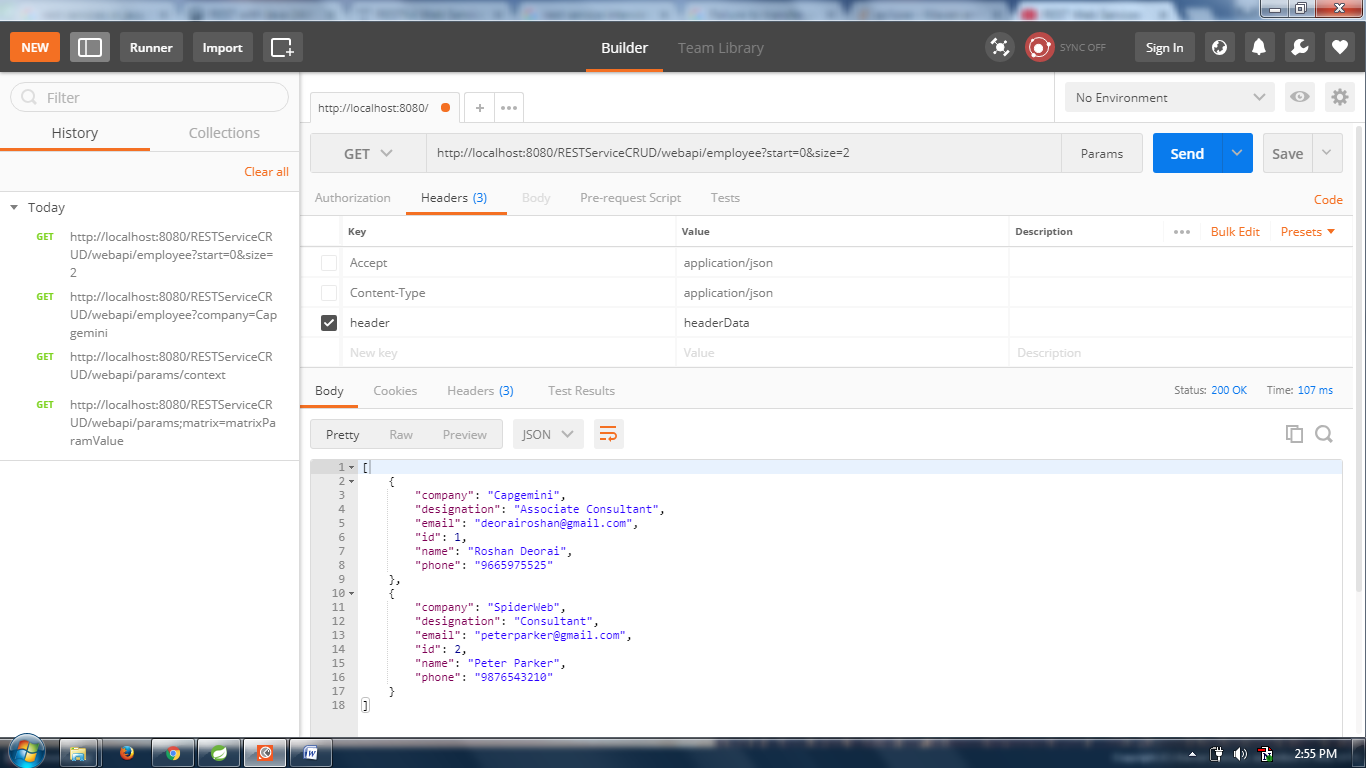 NEW
Runner
Import
Builder
Team Library
SYNC OFF
Sign In
Filter
History
Collections
Clear all
Today
GET http://localhost:8080/RESTServiceCR
UD/webapi/employee?start=0&size=
2
GET http://localhost:8080/RESTServiceCR
UD/webapi/employee?company=Cap
gemini
GET http://localhost:8080/RESTServiceCR
UD/webapi/params/context
GET http://localhost:8080/RESTServiceCR
UD/webapi/params;matrix=matrixPa
ramValue
http://localhost:8080/
No Environment
GET http://localhost:8080/RESTServiceCRUD/webapi/employee?start=0&size=2 Params Send Save
Authorization Headers (3) Body Pre-request Script Tests Code
Key Value Description Bulk Edit Presets
Accept application/json
Content-Type application/json
header headerData
New key Value Description
Body Cookies Headers (3) Test Results Status: 200 OK Time: 107 ms
Pretty Raw Preview JSON
1 [
2 {
3 "company": "Capgemini",
4 "designation": "Associate Consultant",
5 "email": "deorairoshan@gmail.com",
6 "id": 1,
7 "name": "Roshan Deorai",
8 "phone": "9665975525"
9 },
10 {
11 "company": "SpiderWeb",
12 "designation": "Consultant",
13 "email": "peterparker@gmail.com",
14 "id": 2,
15 "name": "Peter Parker",
16 "phone": "9876543210"
17 }
18 ]
2:55 PM